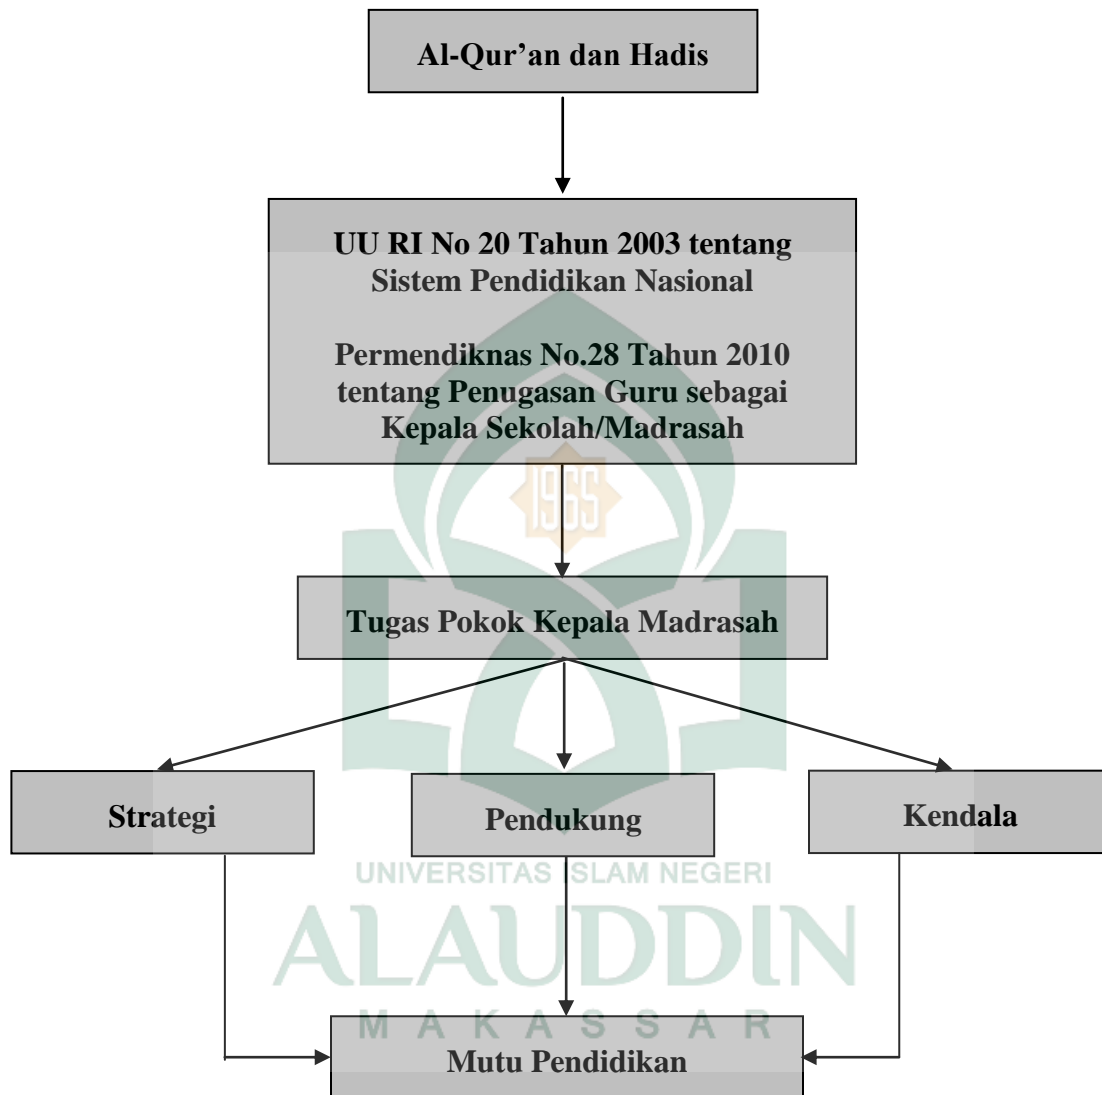 Al-Qur’an dan Hadis
UU RI No 20 Tahun 2003 tentang
Sistem Pendidikan Nasional
Permendiknas No.28 Tahun 2010
tentang Penugasan Guru sebagai
Kepala Sekolah/Madrasah
1965
Tugas Pokok Kepala Madrasah
Strategi
Pendukung
Kendala
UNIVERSITAS ISLAM NEGERI
ALAUDDIN
MAKASSAR
Mutu Pendidikan